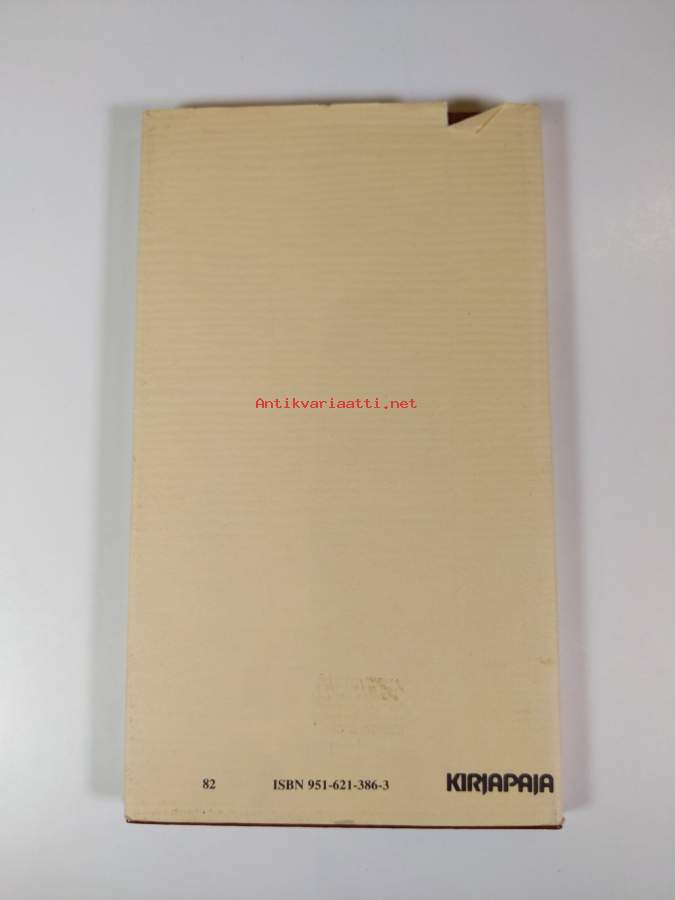 Antikvariaatti.net
82 ISBN 951-621-386-3 KIRJAPAJA